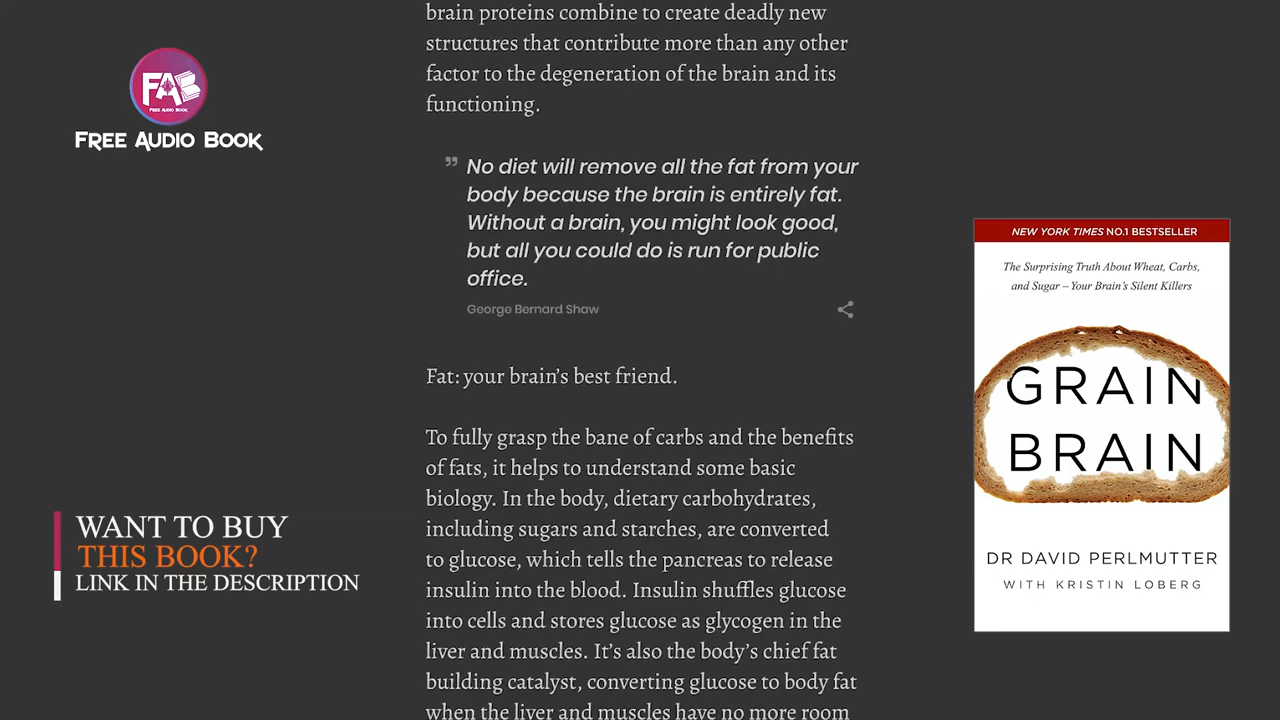 FAB
FREE AUDIO BOOK
FREE AUDIO BOOK
brain proteins combine to create deadly new
structures that contribute more than any other
factor to the degeneration of the brain and its
functioning.
” No diet will remove all the fat from your
body because the brain is entirely fat.
Without a brain, you might look good,
but all you could do is run for public
office.
George Bernard Shaw
Fat: your brain’s best friend.
To fully grasp the bane of carbs and the benefits
of fats, it helps to understand some basic
biology. In the body, dietary carbohydrates,
including sugars and starches, are converted
to glucose, which tells the pancreas to release
insulin into the blood. Insulin shuffles glucose
into cells and stores glucose as glycogen in the
liver and muscles. It’s also the body’s chief fat
building catalyst, converting glucose to body fat
when the liver and muscles have no more room
WANT TO BUY
THIS BOOK?
LINK IN THE DESCRIPTION
NEW YORK TIMES NO.1 BESTSELLER
The Surprising Truth About Wheat, Carbs,
and Sugar – Your Brain’s Silent Killers
GRAIN
BRAIN
DR DAVID PERLMUTTER
WITH KRISTIN LOBERG